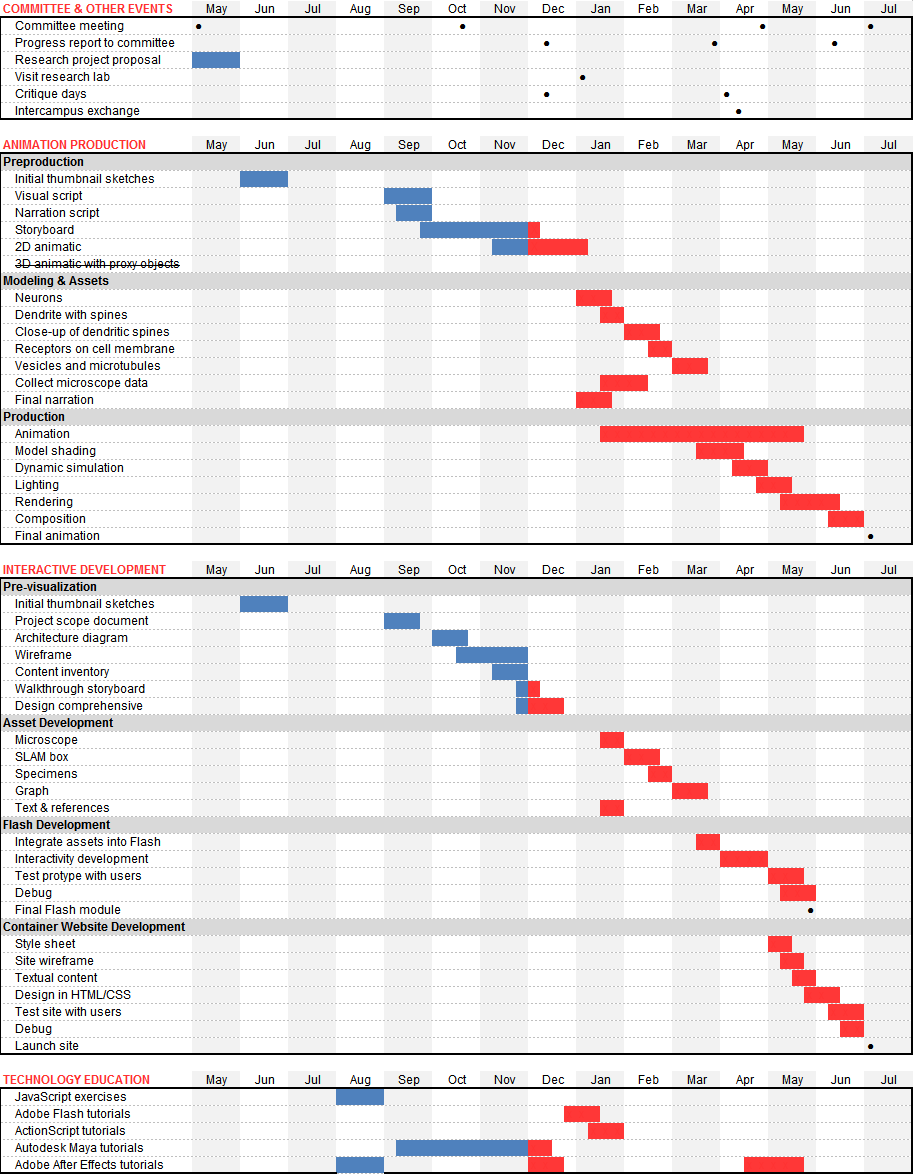 COMMITTEE & OTHER EVENTS May Jun Jul Aug Sep Oct Nov Dec Jan Feb Mar Apr May Jun Jul
Committee meeting
Progress report to committee
Research project proposal
Visit research lab
Critique days
Intercampus exchange
ANIMATION PRODUCTION May Jun Jul Aug Sep Oct Nov Dec Jan Feb Mar Apr May Jun Jul
Preproduction
Initial thumbnail sketches
Visual script
Narration script
Storyboard
2D animatic
3D animatic with proxy objects
Modeling & Assets
Neurons
Dendrite with spines
Close-up of dendritic spines
Receptors on cell membrane
Vesicles and microtubules
Collect microscope data
Final narration
Production
Animation
Model shading
Dynamic simulation
Lighting
Rendering
Composition
Final animation
INTERACTIVE DEVELOPMENT May Jun Jul Aug Sep Oct Nov Dec Jan Feb Mar Apr May Jun Jul
Pre-visualization
Initial thumbnail sketches
Project scope document
Architecture diagram
Wireframe
Content inventory
Walkthrough storyboard
Design comprehensive
Asset Development
Microscope
SLAM box
Specimens
Graph
Text & references
Flash Development
Integrate assets into Flash
Interactivity development
Test protype with users
Debug
Final Flash module
Container Website Development
Style sheet
Site wireframe
Textual content
Design in HTML/CSS
Test site with users
Debug
Launch site
TECHNOLOGY EDUCATION May Jun Jul Aug Sep Oct Nov Dec Jan Feb Mar Apr May Jun Jul
JavaScript exercises
Adobe Flash tutorials
ActionScript tutorials
Autodesk Maya tutorials
Adobe After Effects tutorials